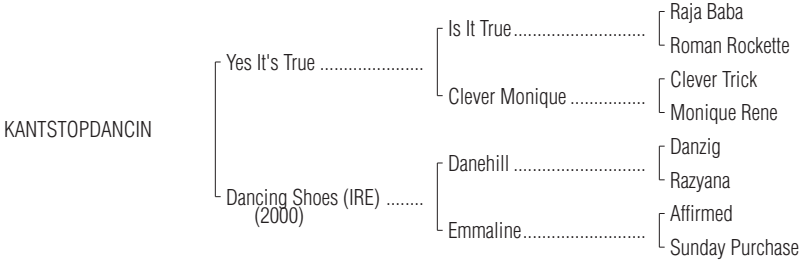 Raja Baba
Is It True
Roman Rockette
Yes It's True
Clever Trick
Clever Monique
Monique Rene
KANTSTOPDANCIN
Danzig
Danehill
Razyana
Dancing Shoes (IRE)
(2000)
Affirmed
Emmaline
Sunday Purchase